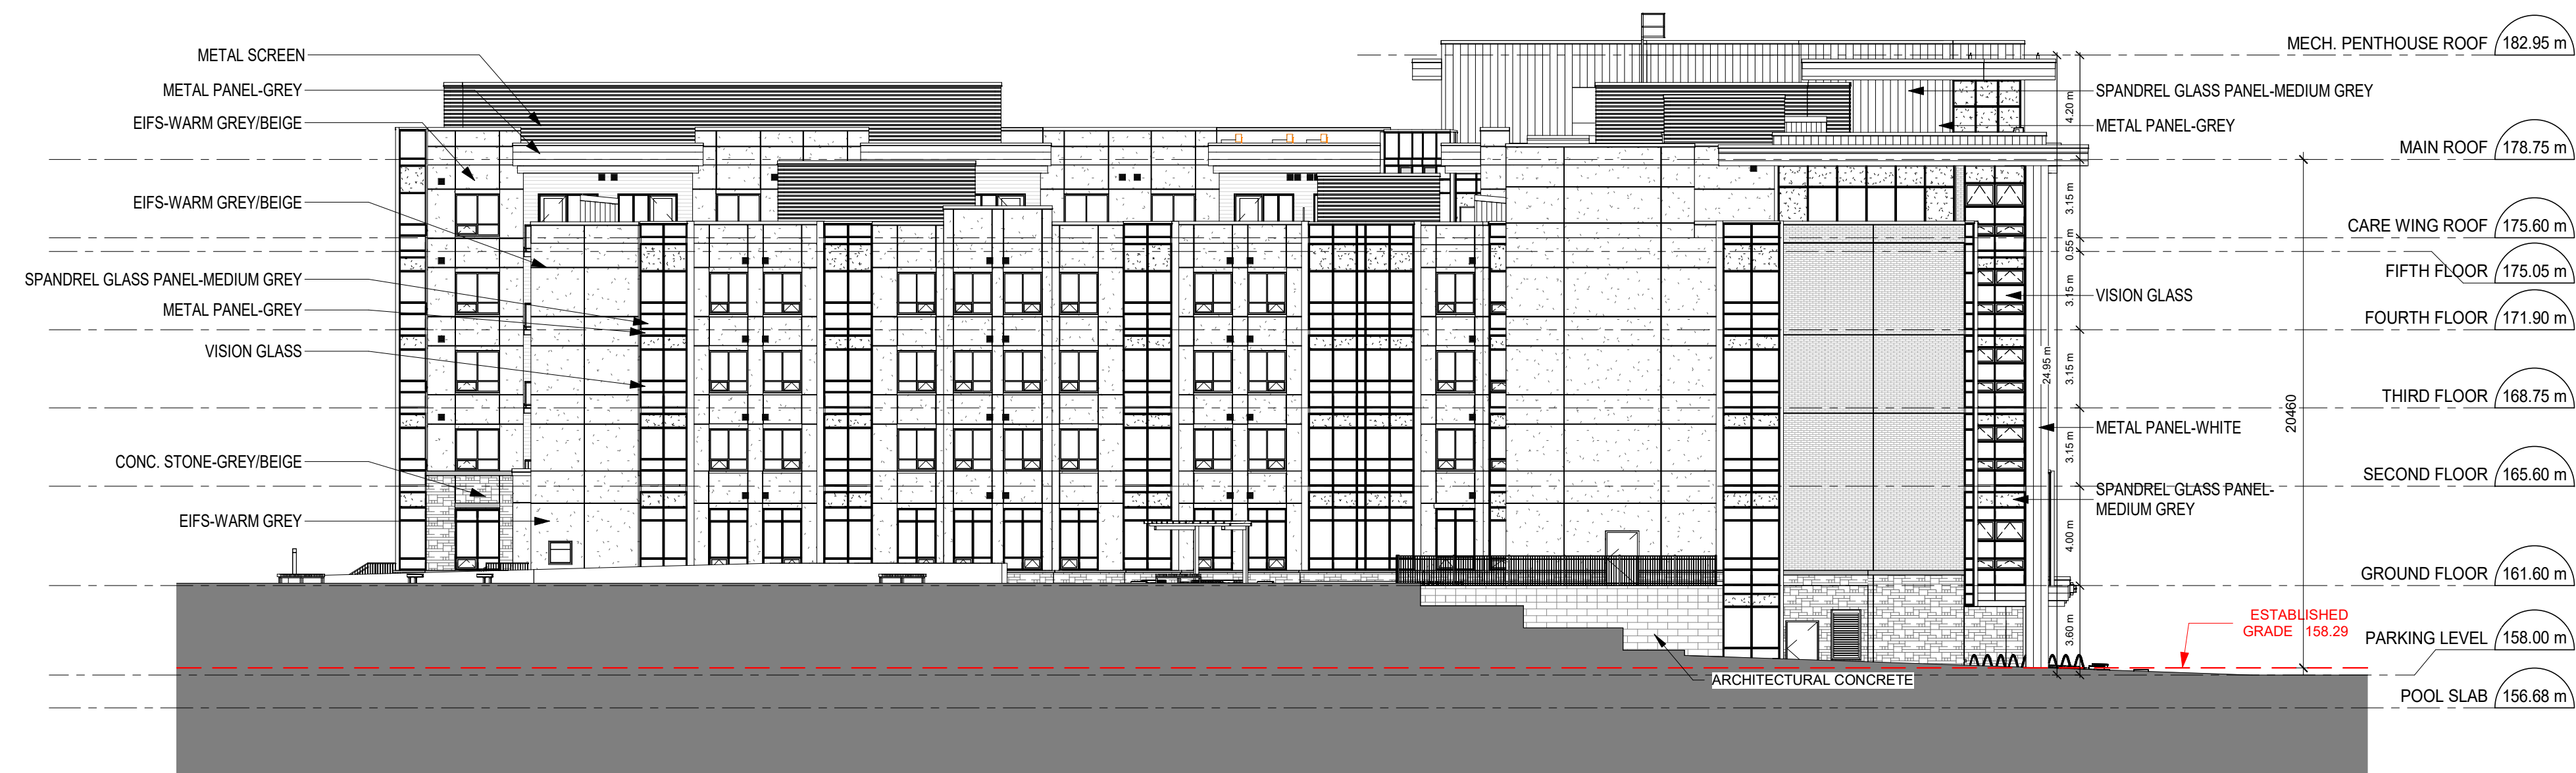 METAL SCREEN
METAL PANEL-GREY
EIFS-WARM GREY/BEIGE
EIFS-WARM GREY/BEIGE
SPANDREL GLASS PANEL-MEDIUM GREY
METAL PANEL-GREY
VISION GLASS
CONC. STONE-GREY/BEIGE
EIFS-WARM GREY
ARCHITECTURAL CONCRETE
SPANDREL GLASS PANEL-MEDIUM GREY
METAL PANEL-GREY
VISION GLASS
METAL PANEL-WHITE
SPANDREL GLASS PANEL-
MEDIUM GREY
4.20 m
3.15 m
0.55 m
3.15 m
3.15 m
3.15 m
4.00 m
3.60 m
24.95 m
20460
ESTABLISHED
GRADE 158.29
MECH. PENTHOUSE ROOF 182.95 m
MAIN ROOF 178.75 m
CARE WING ROOF 175.60 m
FIFTH FLOOR 175.05 m
FOURTH FLOOR 171.90 m
THIRD FLOOR 168.75 m
SECOND FLOOR 165.60 m
GROUND FLOOR 161.60 m
PARKING LEVEL 158.00 m
POOL SLAB 156.68 m